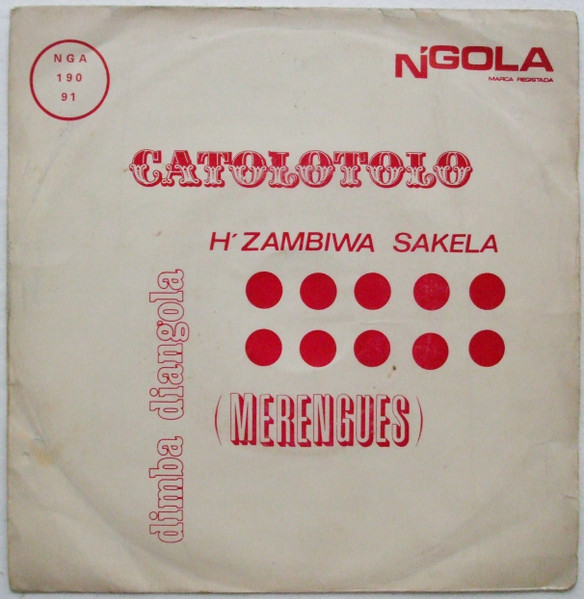 NGA
190
91
N'GOLA
MARCA REGISTADA
CATOLOTOLO
H'ZAMBIWA SAKELA
dimba diangola
(MERENGUES)